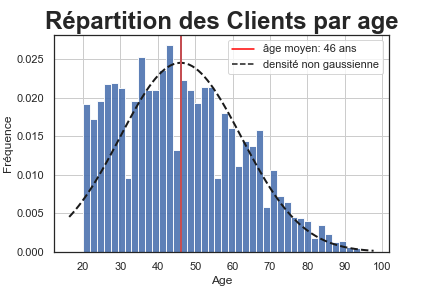 Répartition des Clients par age
âge moyen: 46 ans
densité non gaussienne
Fréquence
0.025
0.020
0.015
0.010
0.005
0.000
20 30 40 50 60 70 80 90 100
Age